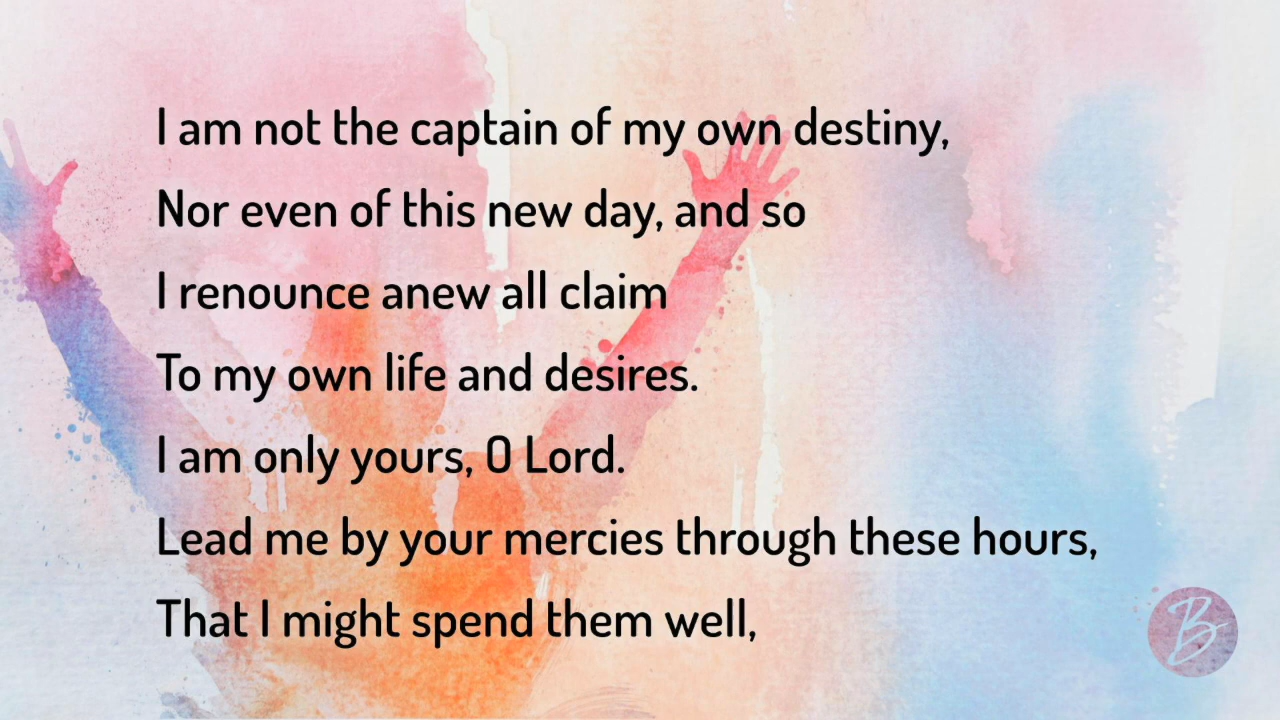 I am not the captain of my own destiny,
Nor even of this new day, and so
I renounce anew all claim
To my own life and desires.
I am only yours, O Lord.
Lead me by your mercies through these hours,
That I might spend them well,
B